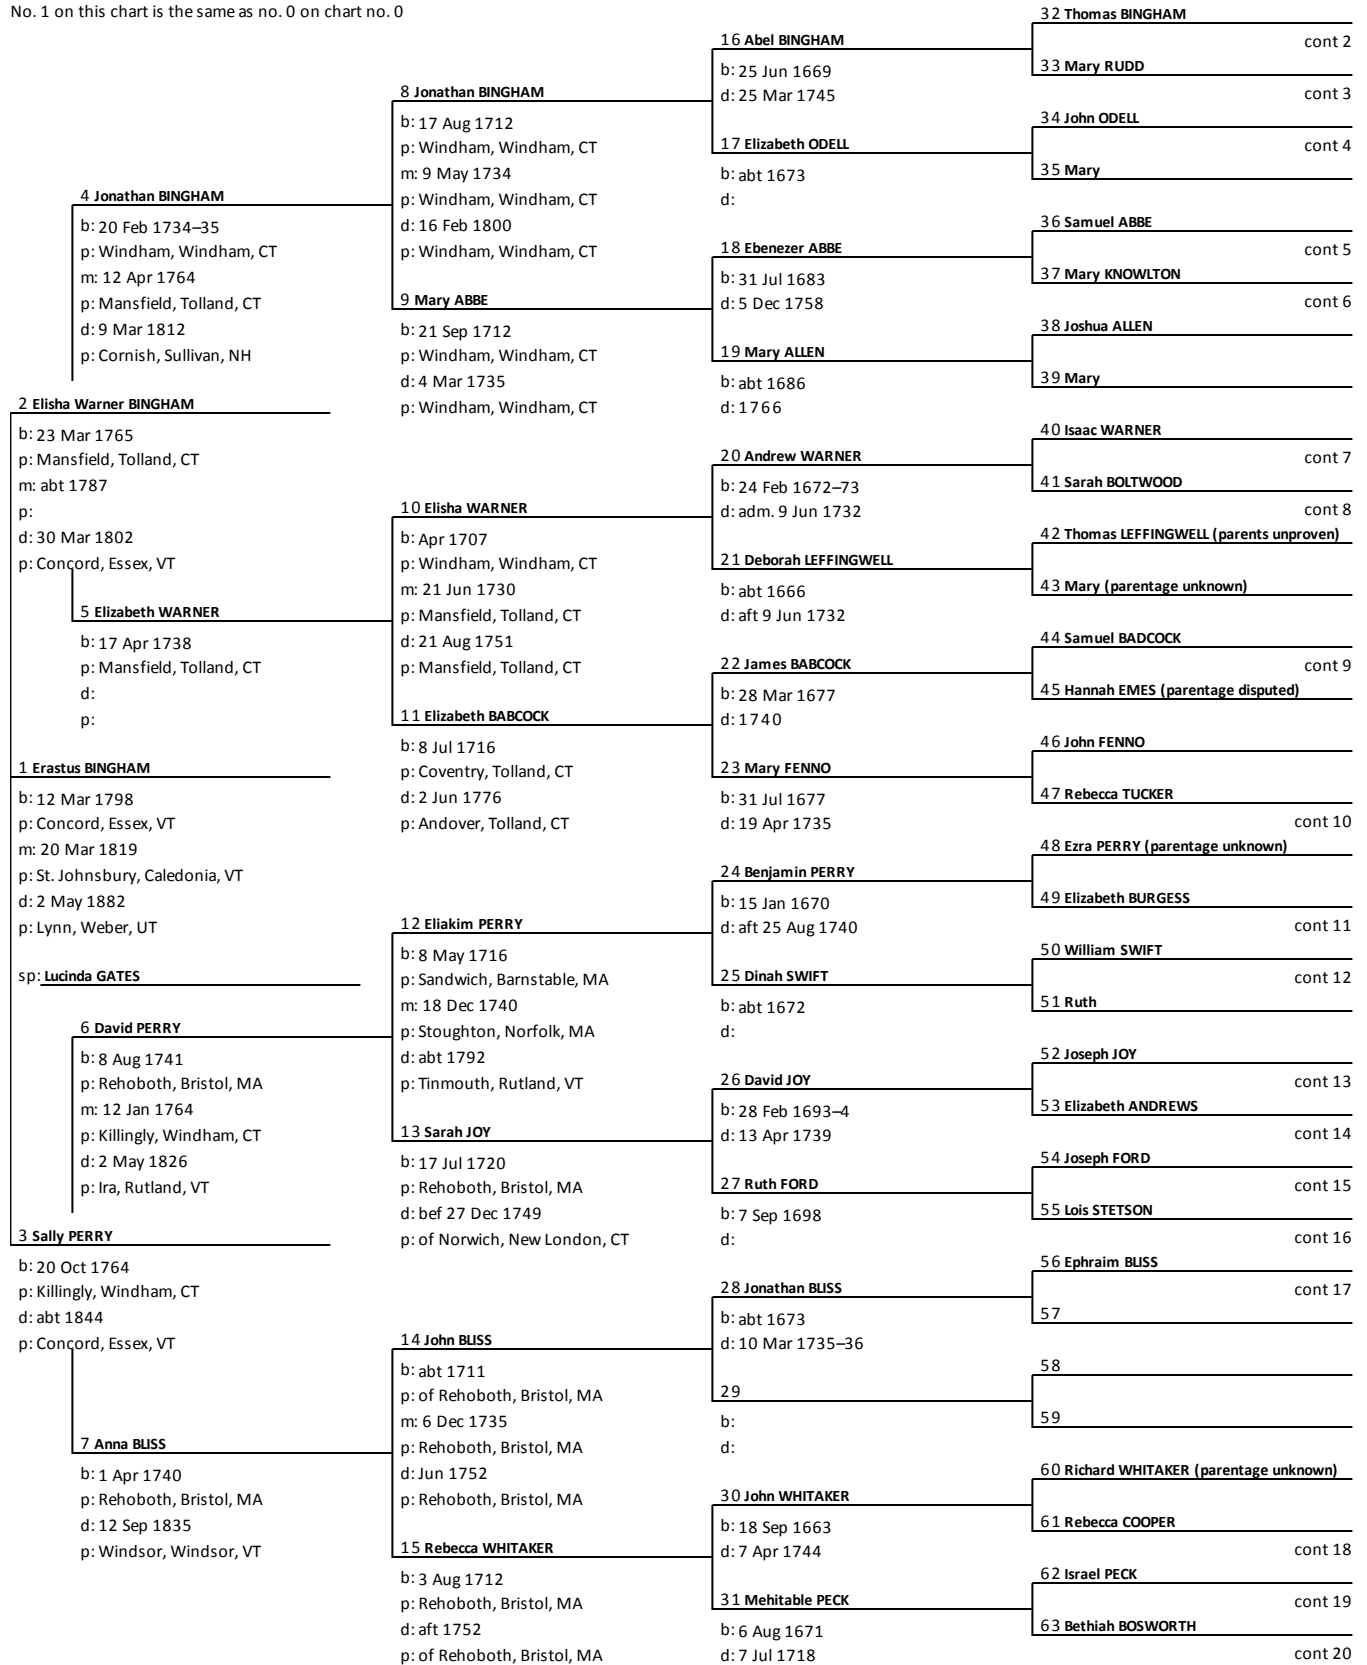 No. 1 on this chart is the same as no. 0 on chart no. 0
2 Elisha Warner BINGHAM
b: 23 Mar 1765
p: Mansfield, Tolland, CT
m: abt 1787
p:
d: 30 Mar 1802
p: Concord, Essex, VT
1 Erastus BINGHAM
b: 12 Mar 1798
p: Concord, Essex, VT
m: 20 Mar 1819
p: St. Johnsbury, Caledonia, VT
d: 2 May 1882
p: Lynn, Weber, UT
sp: Lucinda GATES
3 Sally PERRY
b: 20 Oct 1764
p: Killingly, Windham, CT
d: abt 1844
p: Concord, Essex, VT
4 Jonathan BINGHAM
b: 20 Feb 1734–35
p: Windham, Windham, CT
m: 12 Apr 1764
p: Mansfield, Tolland, CT
d: 9 Mar 1812
p: Cornish, Sullivan, NH
5 Elizabeth WARNER
b: 17 Apr 1738
p: Mansfield, Tolland, CT
d:
p:
6 David PERRY
b: 8 Aug 1741
p: Rehoboth, Bristol, MA
m: 12 Jan 1764
p: Killingly, Windham, CT
d: 2 May 1826
p: Ira, Rutland, VT
7 Anna BLISS
b: 1 Apr 1740
p: Rehoboth, Bristol, MA
d: 12 Sep 1835
p: Windsor, Windsor, VT
8 Jonathan BINGHAM
b: 17 Aug 1712
p: Windham, Windham, CT
m: 9 May 1734
p: Windham, Windham, CT
d: 16 Feb 1800
p: Windham, Windham, CT
9 Mary ABBE
b: 21 Sep 1712
p: Windham, Windham, CT
d: 4 Mar 1735
p: Windham, Windham, CT
10 Elisha WARNER
b: Apr 1707
p: Windham, Windham, CT
m: 21 Jun 1730
p: Mansfield, Tolland, CT
d: 21 Aug 1751
p: Mansfield, Tolland, CT
11 Elizabeth BABCOCK
b: 8 Jul 1716
p: Coventry, Tolland, CT
d: 2 Jun 1776
p: Andover, Tolland, CT
12 Eliakim PERRY
b: 8 May 1716
p: Sandwich, Barnstable, MA
m: 18 Dec 1740
p: Stoughton, Norfolk, MA
d: abt 1792
p: Tinmouth, Rutland, VT
13 Sarah JOY
b: 17 Jul 1720
p: Rehoboth, Bristol, MA
d: bef 27 Dec 1749
p: of Norwich, New London, CT
14 John BLISS
b: abt 1711
p: of Rehoboth, Bristol, MA
m: 6 Dec 1735
p: Rehoboth, Bristol, MA
d: Jun 1752
p: Rehoboth, Bristol, MA
15 Rebecca WHITAKER
b: 3 Aug 1712
p: Rehoboth, Bristol, MA
d: aft 1752
p: of Rehoboth, Bristol, MA
16 Abel BINGHAM
b: 25 Jun 1669
d: 25 Mar 1745
17 Elizabeth ODELL
b: abt 1673
d:
18 Ebenezer ABBE
b: 31 Jul 1683
d: 5 Dec 1758
19 Mary ALLEN
b: abt 1686
d: 1766
20 Andrew WARNER
b: 24 Feb 1672–73
d: adm. 9 Jun 1732
21 Deborah LEFFINGWELL
b: abt 1666
d: aft 9 Jun 1732
22 James BABCOCK
b: 28 Mar 1677
d: 1740
23 Mary FENNO
b: 31 Jul 1677
d: 19 Apr 1735
24 Benjamin PERRY
b: 15 Jan 1670
d: aft 25 Aug 1740
25 Dinah SWIFT
b: abt 1672
d:
26 David JOY
b: 28 Feb 1693–4
d: 13 Apr 1739
27 Ruth FORD
b: 7 Sep 1698
d:
28 Jonathan BLISS
b: abt 1673
d: 10 Mar 1735–36
29
b:
d:
30 John WHITAKER
b: 18 Sep 1663
d: 7 Apr 1744
31 Mehitable PECK
b: 6 Aug 1671
d: 7 Jul 1718
32 Thomas BINGHAM
cont 2
33 Mary RUDD
cont 3
34 John ODELL
cont 4
35 Mary
36 Samuel ABBE
cont 5
37 Mary KNOWLTON
cont 6
38 Joshua ALLEN
39 Mary
40 Isaac WARNER
cont 7
41 Sarah BOLTWOOD
cont 8
42 Thomas LEFFINGWELL (parents unproven)
43 Mary (parentage unknown)
44 Samuel BADCOCK
cont 9
45 Hannah EMES (parentage disputed)
46 John FENNO
47 Rebecca TUCKER
cont 10
48 Ezra PERRY (parentage unknown)
49 Elizabeth BURGESS
cont 11
50 William SWIFT
cont 12
51 Ruth
52 Joseph JOY
cont 13
53 Elizabeth ANDREWS
cont 14
54 Joseph FORD
cont 15
55 Lois STETSON
cont 16
56 Ephraim BLISS
cont 17
57
58
59
60 Richard WHITAKER (parentage unknown)
61 Rebecca COOPER
cont 18
62 Israel PECK
cont 19
63 Bethiah BOSWORTH
cont 20